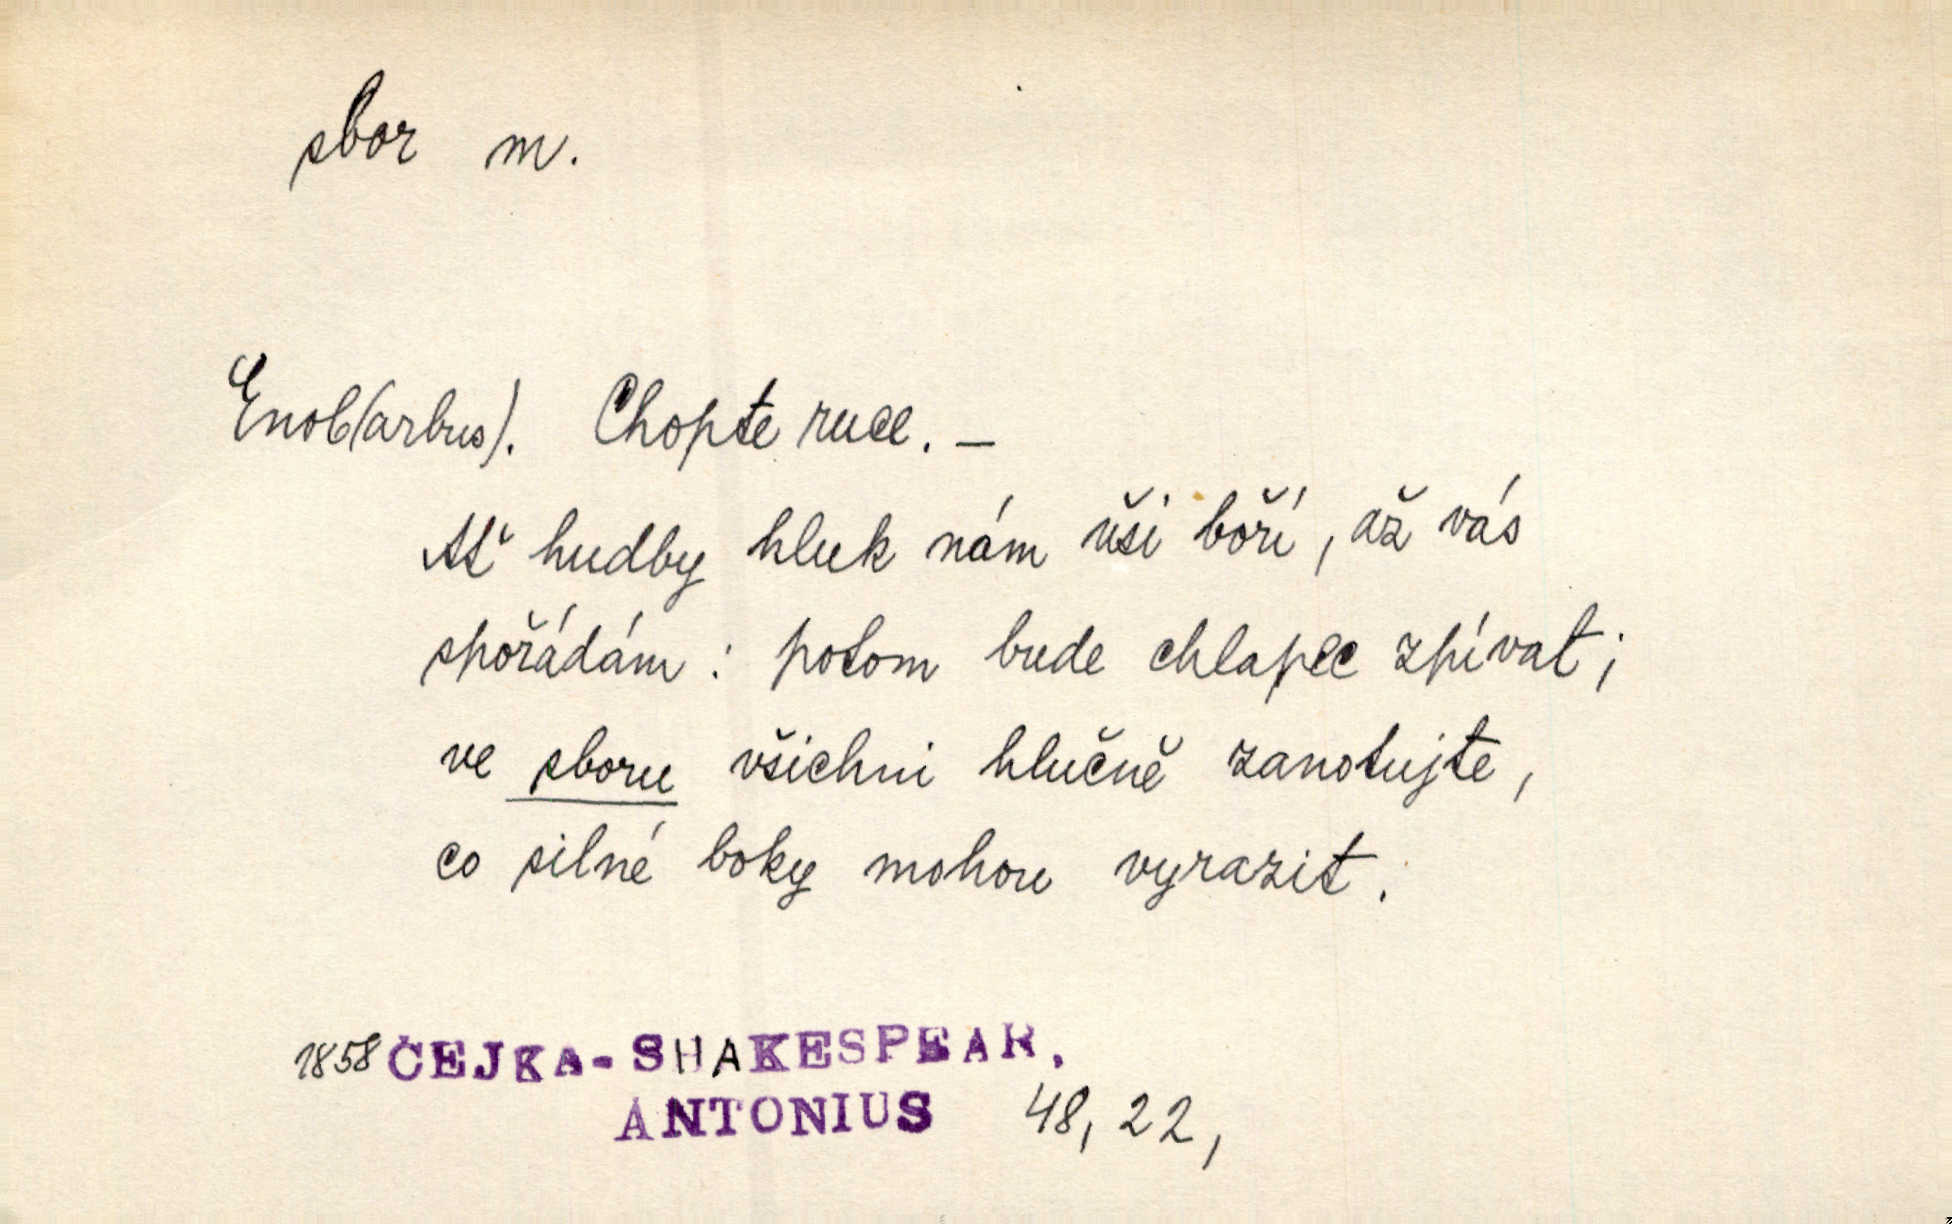 sbor m.
Enob(arbus). Chopte ruce. —
Ať hudby hluk nám uši boří, až vás
spořádám: potom bude chlapec zpívat;
ve sboru všichni hlučně zanotujte,
co silné boky mohou vyrazit.
1858 ČEJKA-SHAKESPEAR,
ANTONIUS 48, 22,